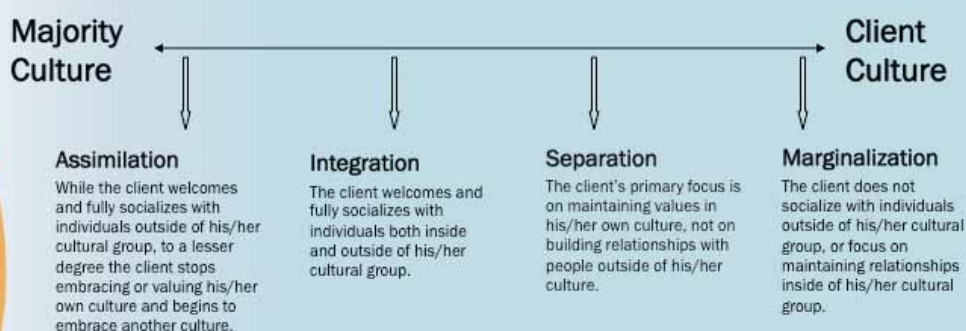 Majority
Culture
Client
Culture
Assimilation
While the client welcomes
and fully socializes with
individuals outside of his/her
cultural group, to a lesser
degree the client stops
embracing or valuing his/her
own culture and begins to
embrace another culture.
Integration
The client welcomes and
fully socializes with
individuals both inside
and outside of his/her
cultural group.
Separation
The client's primary focus is
on maintaining values in
his/her own culture, not on
building relationships with
people outside of his/her
culture.
Marginalization
The client does not
socialize with individuals
outside of his/her cultural
group, or focus on
maintaining relationships
inside of his/her cultural
group.